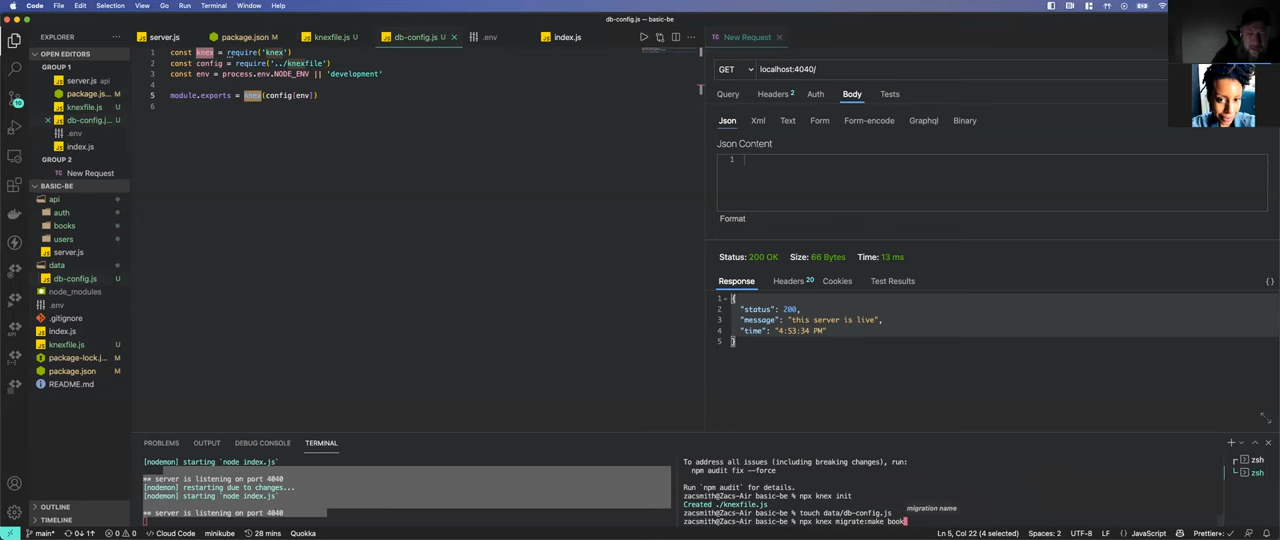 Code File Edit Selection View Go Run Terminal Window Help
db-config.js — basic-be
EXPLORER
OPEN EDITORS
GROUP 1
server.js api
package.js... M
knexfile.js U
db-config.j... U
.env
index.js
GROUP 2
New Request
BASIC-BE
api
auth
books
users
server.js
data
db-config.js U
node_modules
.env
.gitignore
index.js
knexfile.js U
package-lock.j... M
package.json M
README.md
OUTLINE
TIMELINE
server.js package.json M knexfile.js U db-config.js U .env index.js
1 const knex = require('knex')
2 const config = require('../knexfile')
3 const env = process.env.NODE_ENV || 'development'
4
5 module.exports = knex(config[env])
6
New Request
GET localhost:4040/
Query Headers 2 Auth Body Tests
Json Xml Text Form Form-encode Graphql Binary
Json Content
1
Format
Status: 200 OK Size: 66 Bytes Time: 13 ms
Response Headers 20 Cookies Test Results {}
1 {
2 "status": 200,
3 "message": "this server is live",
4 "time": "4:53:34 PM"
5 }
PROBLEMS OUTPUT DEBUG CONSOLE TERMINAL
[nodemon] starting `node index.js`
** server is listening on port 4040
[nodemon] restarting due to changes...
[nodemon] starting `node index.js`
** server is listening on port 4040
To address all issues (including breaking changes), run:
npm audit fix --force
Run `npm audit` for details.
zacsmith@Zacs-Air basic-be % npx knex init
Created ./knexfile.js
zacsmith@Zacs-Air basic-be % touch data/db-config.js
zacsmith@Zacs-Air basic-be % npx knex migrate:make book
migration name
zsh
zsh
main* 0↓ 1↑ Cloud Code minikube 28 mins Quokka
Ln 5, Col 22 (4 selected) Spaces: 2 UTF-8 LF JavaScript Prettier